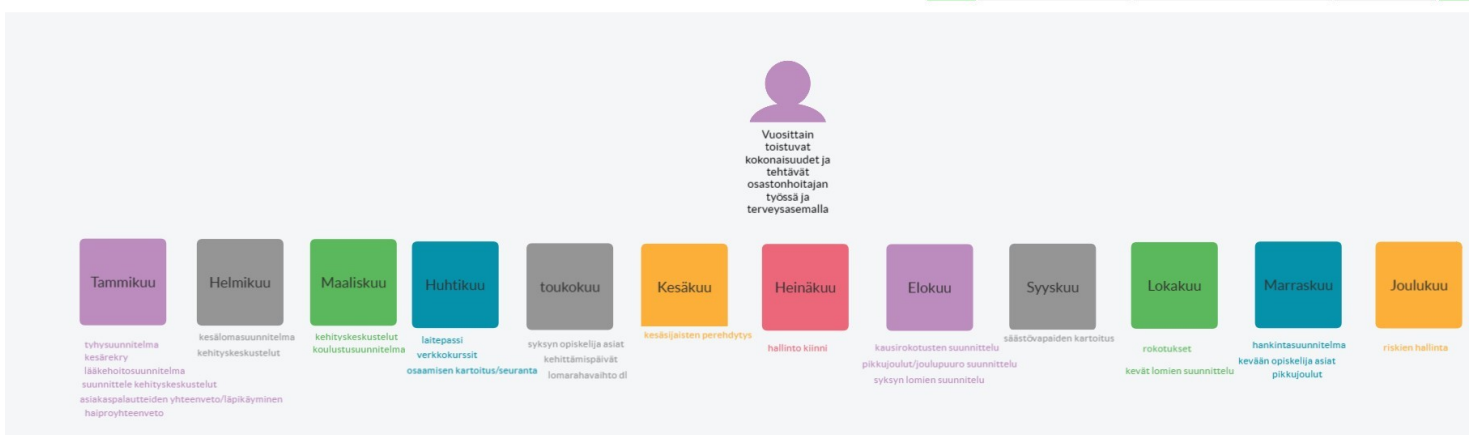 Vuosittain
toistuvat
kokonaisuudet ja
tehtävät
osastonhoitajan
työssä ja
terveysasemalla
Tammikuu
tyhysuunnitelma
kesärekry
lääkehoitosuunnitelma
suunnittele kehityskeskustelut
asiakaspalautteiden yhteenveto/läpikäyminen
haiproyhteenveto
Helmikuu
kesälomasuunnitelma
kehityskeskustelut
Maaliskuu
kehityskeskustelut
koulustusuunnitelma
Huhtikuu
laitepassi
verkkokurssit
osaamisen kartoitus/seuranta
toukokuu
syksyn opiskelija asiat
kehittämispäivät
lomarahavaihto dl
Kesäkuu
kesäsijaisten perehdytys
Heinäkuu
hallinto kiinni
Elokuu
kausirokotusten suunnittelu
pikkujoulut/joulupuuro suunnittelu
syksyn lomien suunnitelu
Syyskuu
säästövapaiden kartoitus
Lokakuu
rokotukset
kevät lomien suunnittelu
Marraskuu
hankintasuunnitelma
kevään opiskelija asiat
pikkujoulut
Joulukuu
riskien hallinta